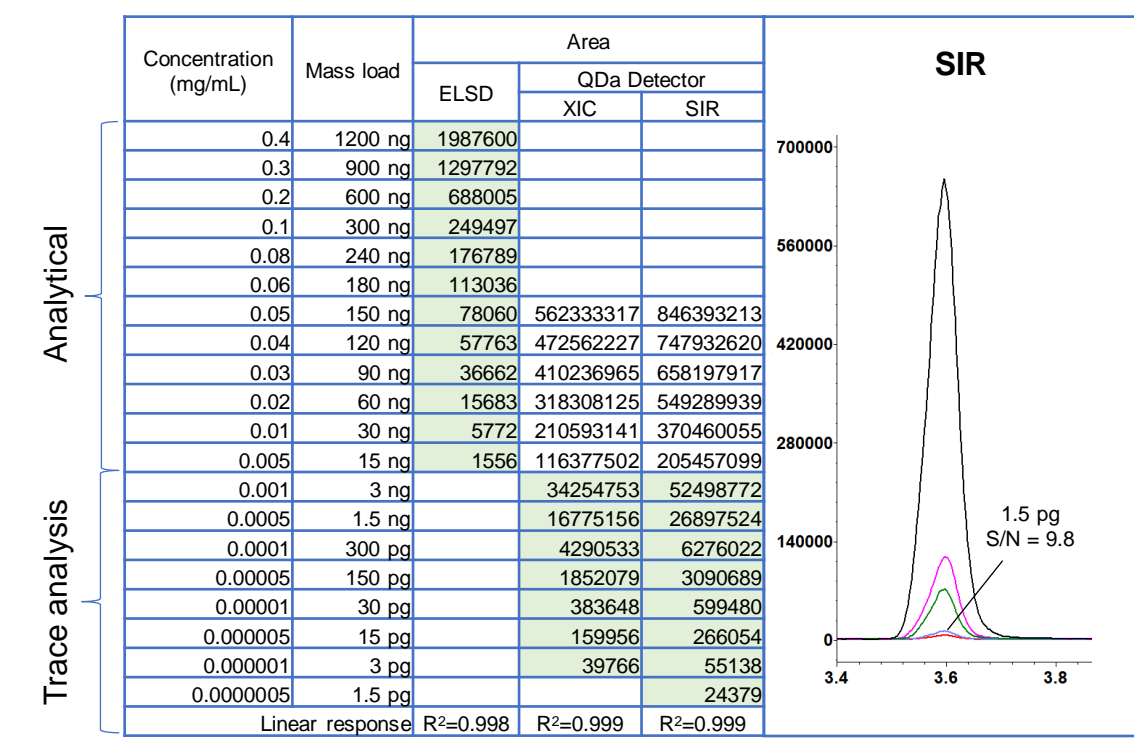 Concentration (mg/mL) Mass load Area
ELSD QDa Detector
XIC SIR
0.4 1200 ng 1987600
0.3 900 ng 1297792
0.2 600 ng 688005
0.1 300 ng 249497
0.08 240 ng 176789
0.06 180 ng 113036
0.05 150 ng 78060 562333317 846393213
0.04 120 ng 57763 472562227 747932620
0.03 90 ng 36662 410236965 658197917
0.02 60 ng 15683 318308125 549289939
0.01 30 ng 5772 210593141 370460055
0.005 15 ng 1556 116377502 205457099
0.001 3 ng 34254753 52498772
0.0005 1.5 ng 16775156 26897524
0.0001 300 pg 4290533 6276022
0.00005 150 pg 1852079 3090689
0.00001 30 pg 383648 599480
0.000005 15 pg 159956 266054
0.000001 3 pg 39766 55138
0.0000005 1.5 pg 24379
Linear response R²=0.998 R²=0.999 R²=0.999
Analytical
Trace analysis
SIR
700000
560000
420000
280000
140000
0
1.5 pg
S/N = 9.8
3.4 3.6 3.8